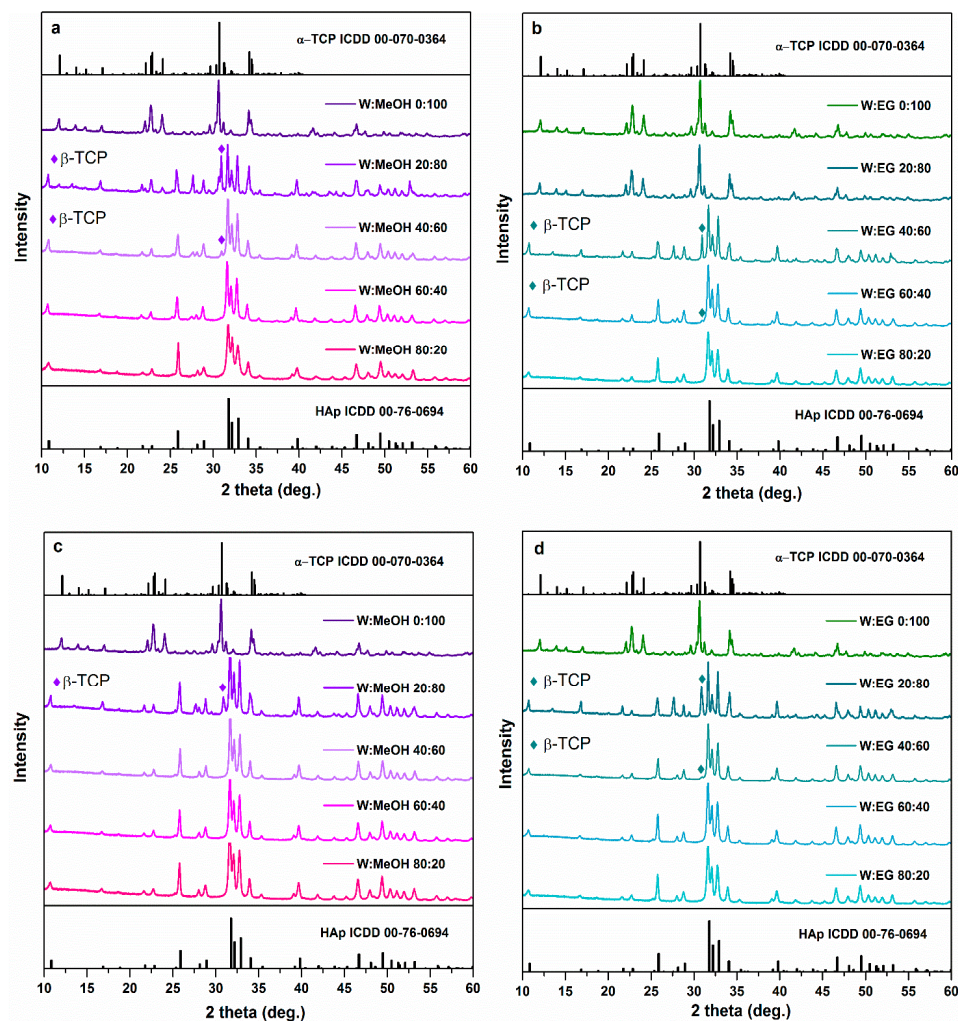 a
α-TCP ICDD 00-070-0364
W:MeOH 0:100
♦β-TCP
W:MeOH 20:80
♦β-TCP
W:MeOH 40:60
W:MeOH 60:40
W:MeOH 80:20
HAp ICDD 00-76-0694
Intensity
10 15 20 25 30 35 40 45 50 55 60
2 theta (deg.)
b
α-TCP ICDD 00-070-0364
W:EG 0:100
W:EG 20:80
♦ β-TCP
W:EG 40:60
♦ β-TCP
W:EG 60:40
W:EG 80:20
HAp ICDD 00-76-0694
Intensity
10 15 20 25 30 35 40 45 50 55 60
2 theta (deg.)
c
α-TCP ICDD 00-070-0364
W:MeOH 0:100
♦β-TCP
W:MeOH 20:80
W:MeOH 40:60
W:MeOH 60:40
W:MeOH 80:20
HAp ICDD 00-76-0694
Intensity
10 15 20 25 30 35 40 45 50 55 60
2 theta (deg.)
d
α-TCP ICDD 00-070-0364
W:EG 0:100
♦ β-TCP
W:EG 20:80
♦ β-TCP
W:EG 40:60
W:EG 60:40
W:EG 80:20
HAp ICDD 00-76-0694
Intensity
10 15 20 25 30 35 40 45 50 55 60
2 theta (deg.)